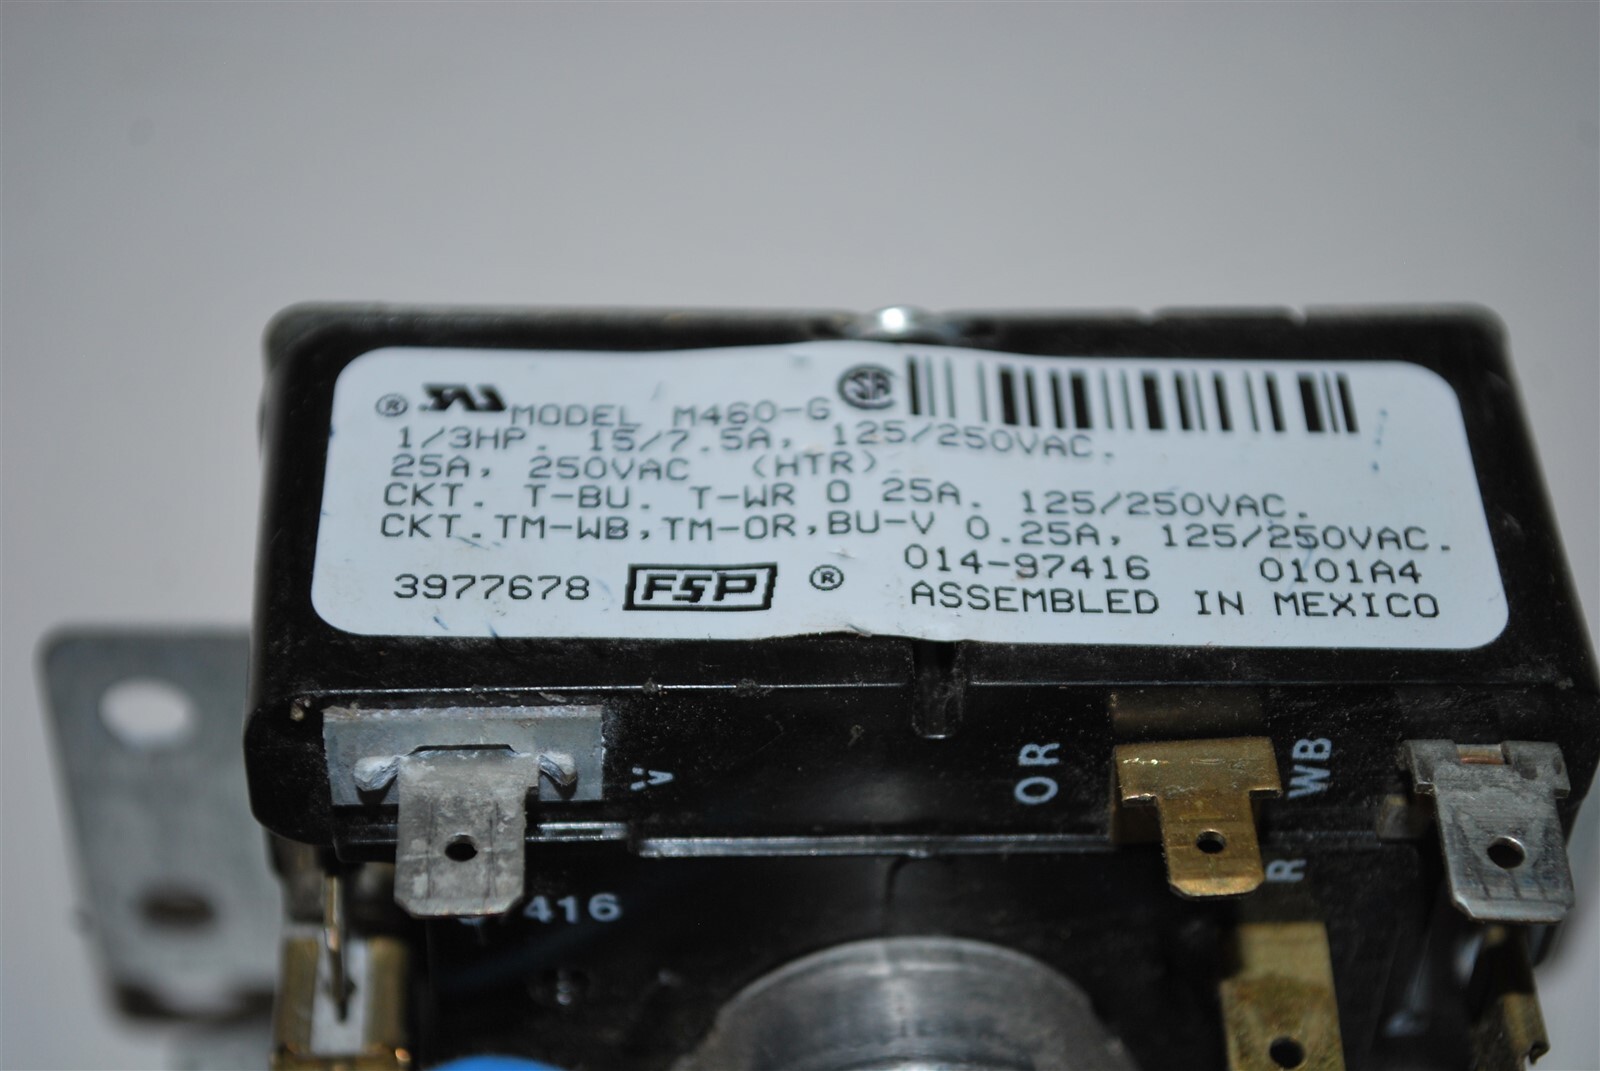 ® MODEL M460-G
1/3HP. 15/7.5A, 125/250VAC.
25A, 250VAC (HTR)
CKT. T-BU. T-WR 0 25A. 125/250VAC.
CKT.TM-WB,TM-OR,BU-V 0.25A, 125/250VAC.
014-97416 0101A4
3977678 FSP ® ASSEMBLED IN MEXICO
V
OR
WB
R
416